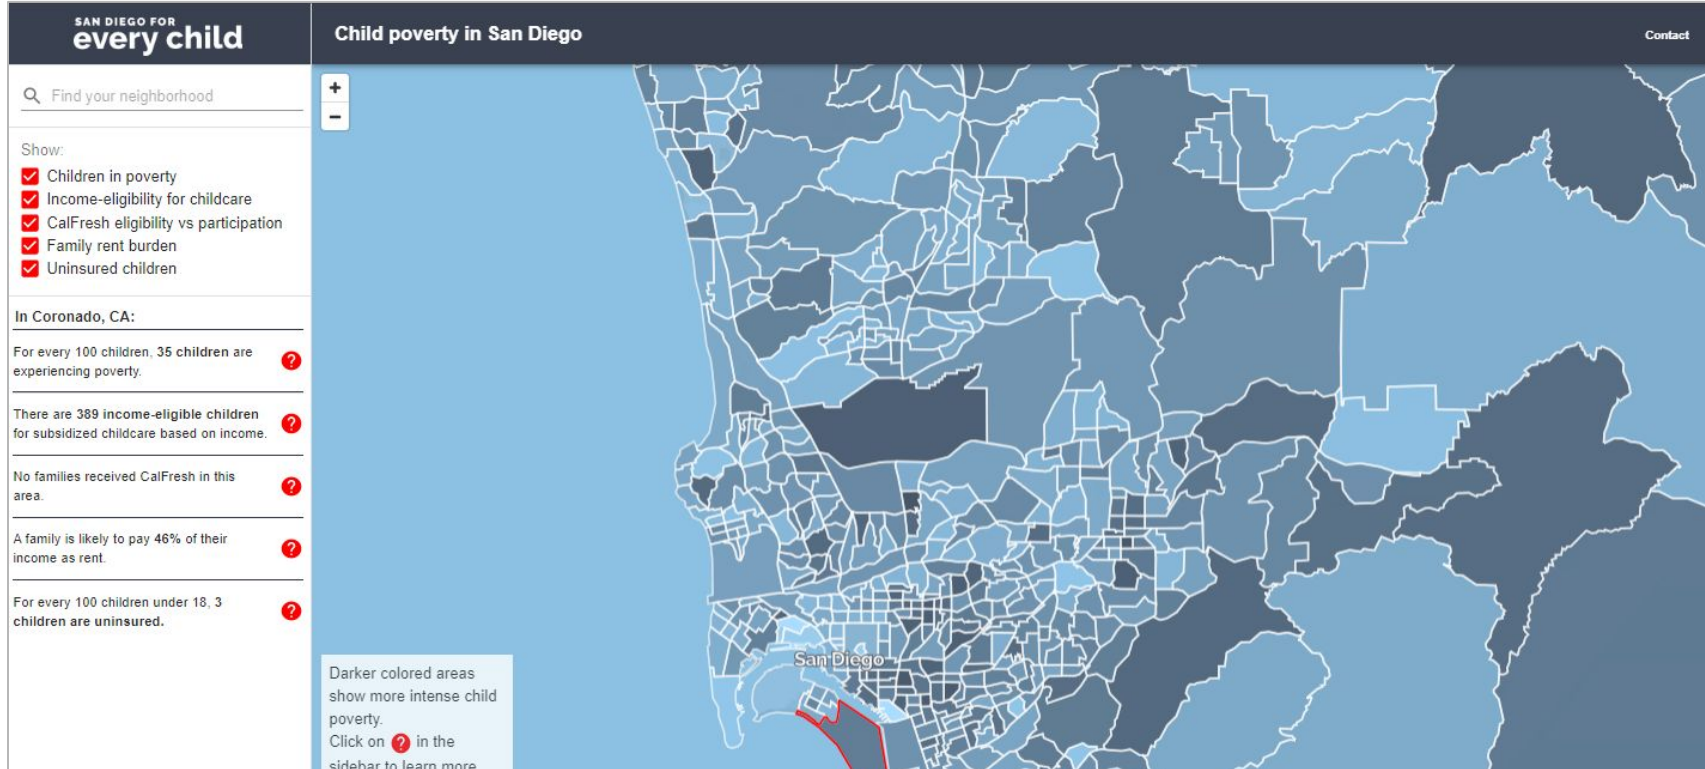 SAN DIEGO FOR
every child
Child poverty in San Diego
Contact
Find your neighborhood
+
−
Show:
Children in poverty
Income-eligibility for childcare
CalFresh eligibility vs participation
Family rent burden
Uninsured children
In Coronado, CA:
For every 100 children, 35 children are
experiencing poverty.
?
There are 389 income-eligible children
for subsidized childcare based on income.
?
No families received CalFresh in this
area.
?
A family is likely to pay 46% of their
income as rent.
?
For every 100 children under 18, 3
children are uninsured.
?
San Diego
Darker colored areas
show more intense child
poverty.
Click on ? in the
sidebar to learn more